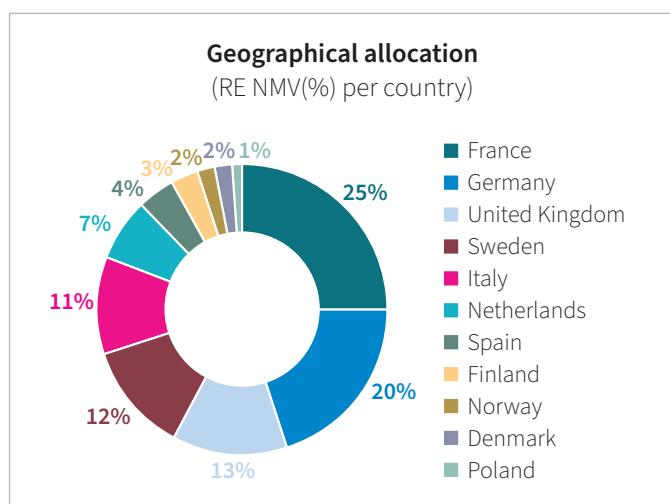 Geographical allocation
(RE NMV(%) per country)
25%
20%
13%
12%
11%
7%
4%
3%
2%
2%
1%
France
Germany
United Kingdom
Sweden
Italy
Netherlands
Spain
Finland
Norway
Denmark
Poland